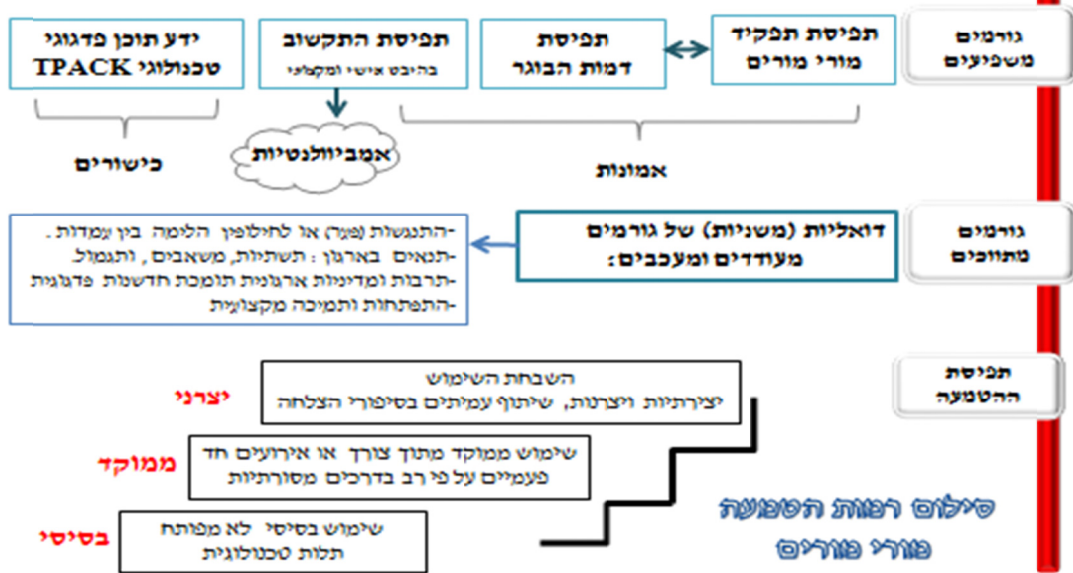 גורמים
משפיעים
תפיסת תפקיד
מורי מורים
תפיסת
דמות הבוגר
תפיסת התקשוב
בהיבט אישי ומקצועי
ידע תוכן פדגוגי
טכנולוגי TPACK
אמונות
אמביוולנטיות
כישורים
גורמים
מתווכים
דואליות (משניות) של גורמים
מעודדים ומעכבים:
-התנגשות (פער) או לחילופין הלימה בין עמדות .
-תנאים בארגון : תשתיות, משאבים , ותגמול.
-תרבות ומדיניות ארגונית תומכת חדשנות פדגוגית
-התפתחות ותמיכה מקצועית
תפיסת
ההטמעה
השבחת השימוש
יצירתיות ויצרנות, שיתוף עמיתים בסיפורי הצלחה
יצרני
שימוש ממוקד מתוך צורך או אירועים חד
פעמיים על פי רב בדרכים מסורתיות
ממוקד
שימוש בסיסי לא מפותח
תלות טכנולוגית
בסיסי
סילום רמות הטמעה
מורי מורים